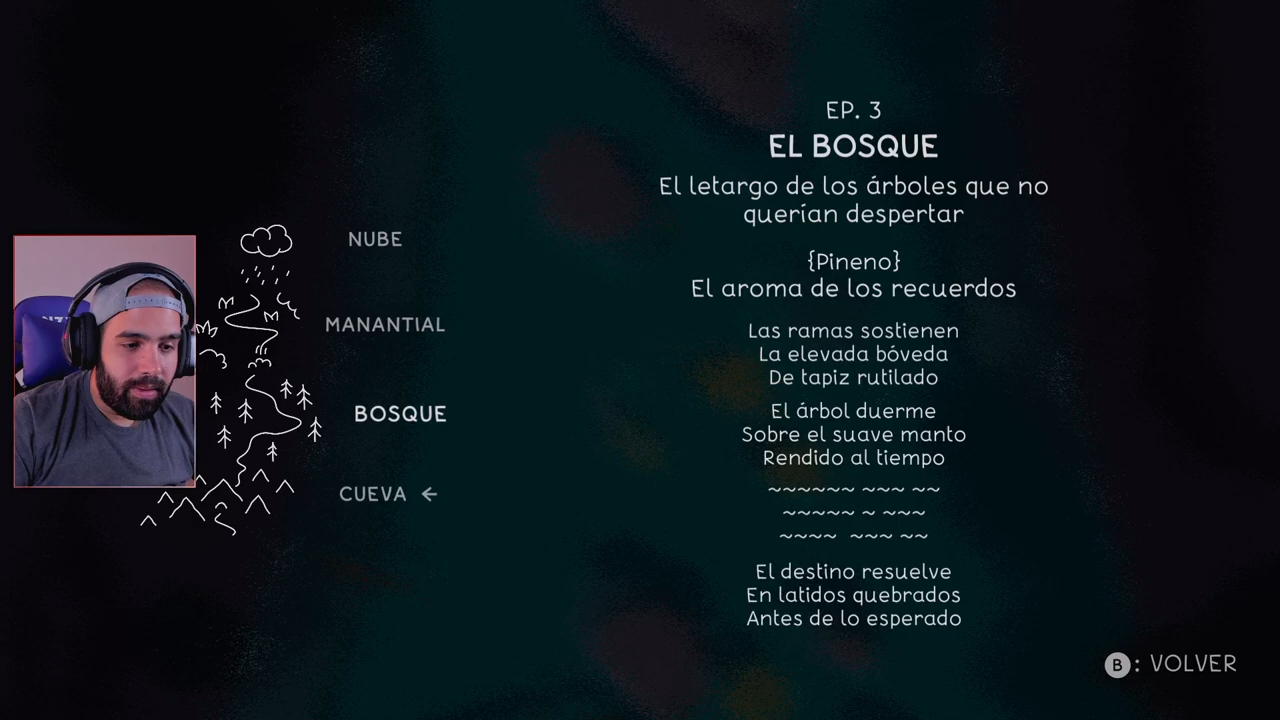 EP. 3
EL BOSQUE
El letargo de los árboles que no
querían despertar
{Pineno}
El aroma de los recuerdos
Las ramas sostienen
La elevada bóveda
De tapiz rutilado
El árbol duerme
Sobre el suave manto
Rendido al tiempo
~~~~~~ ~~~ ~~
~~~~~ ~ ~~~
~~~~ ~~~ ~~
El destino resuelve
En latidos quebrados
Antes de lo esperado
NUBE
MANANTIAL
BOSQUE
CUEVA ←
B: VOLVER